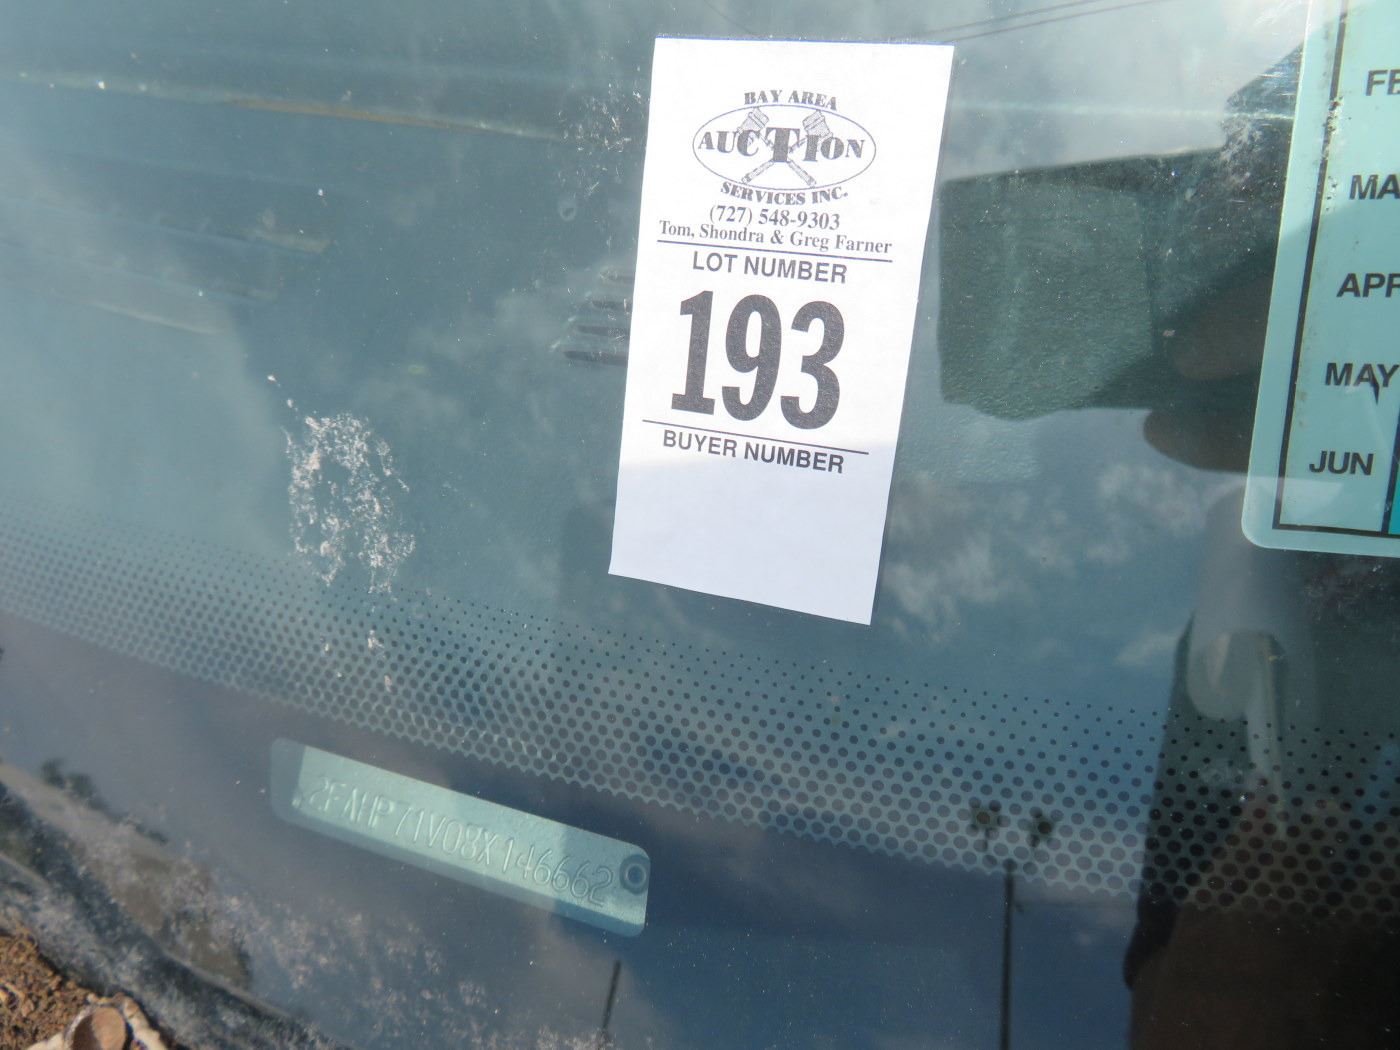 BAY AREA
AUCTION
SERVICES INC.
(727) 548-9303
Tom, Shondra & Greg Farner
LOT NUMBER
193
BUYER NUMBER
FE
MA
APR
MAY
JUN
2FAHP71V08X146662